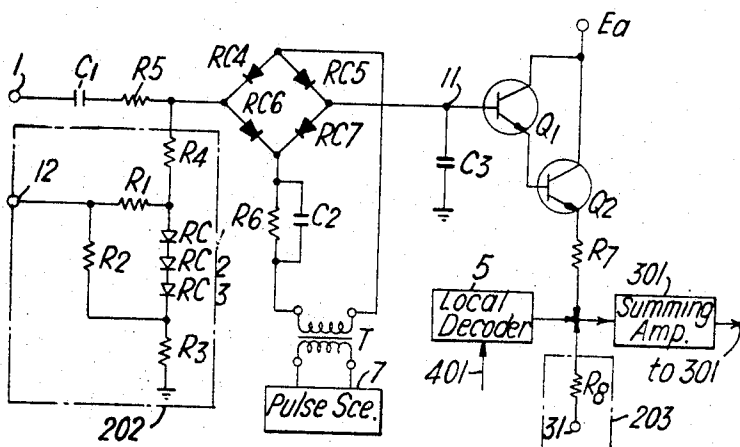 Ea
1
C1
R5
RC4
RC5
RC6
RC7
11
Q1
Q2
C3
12
R4
R1
RC1
R2
RC2
RC3
R3
202
R6
C2
T
7
Pulse Sce.
R7
5
Local
Decoder
401
301
Summing
Amp.
to 301
R8
31
203